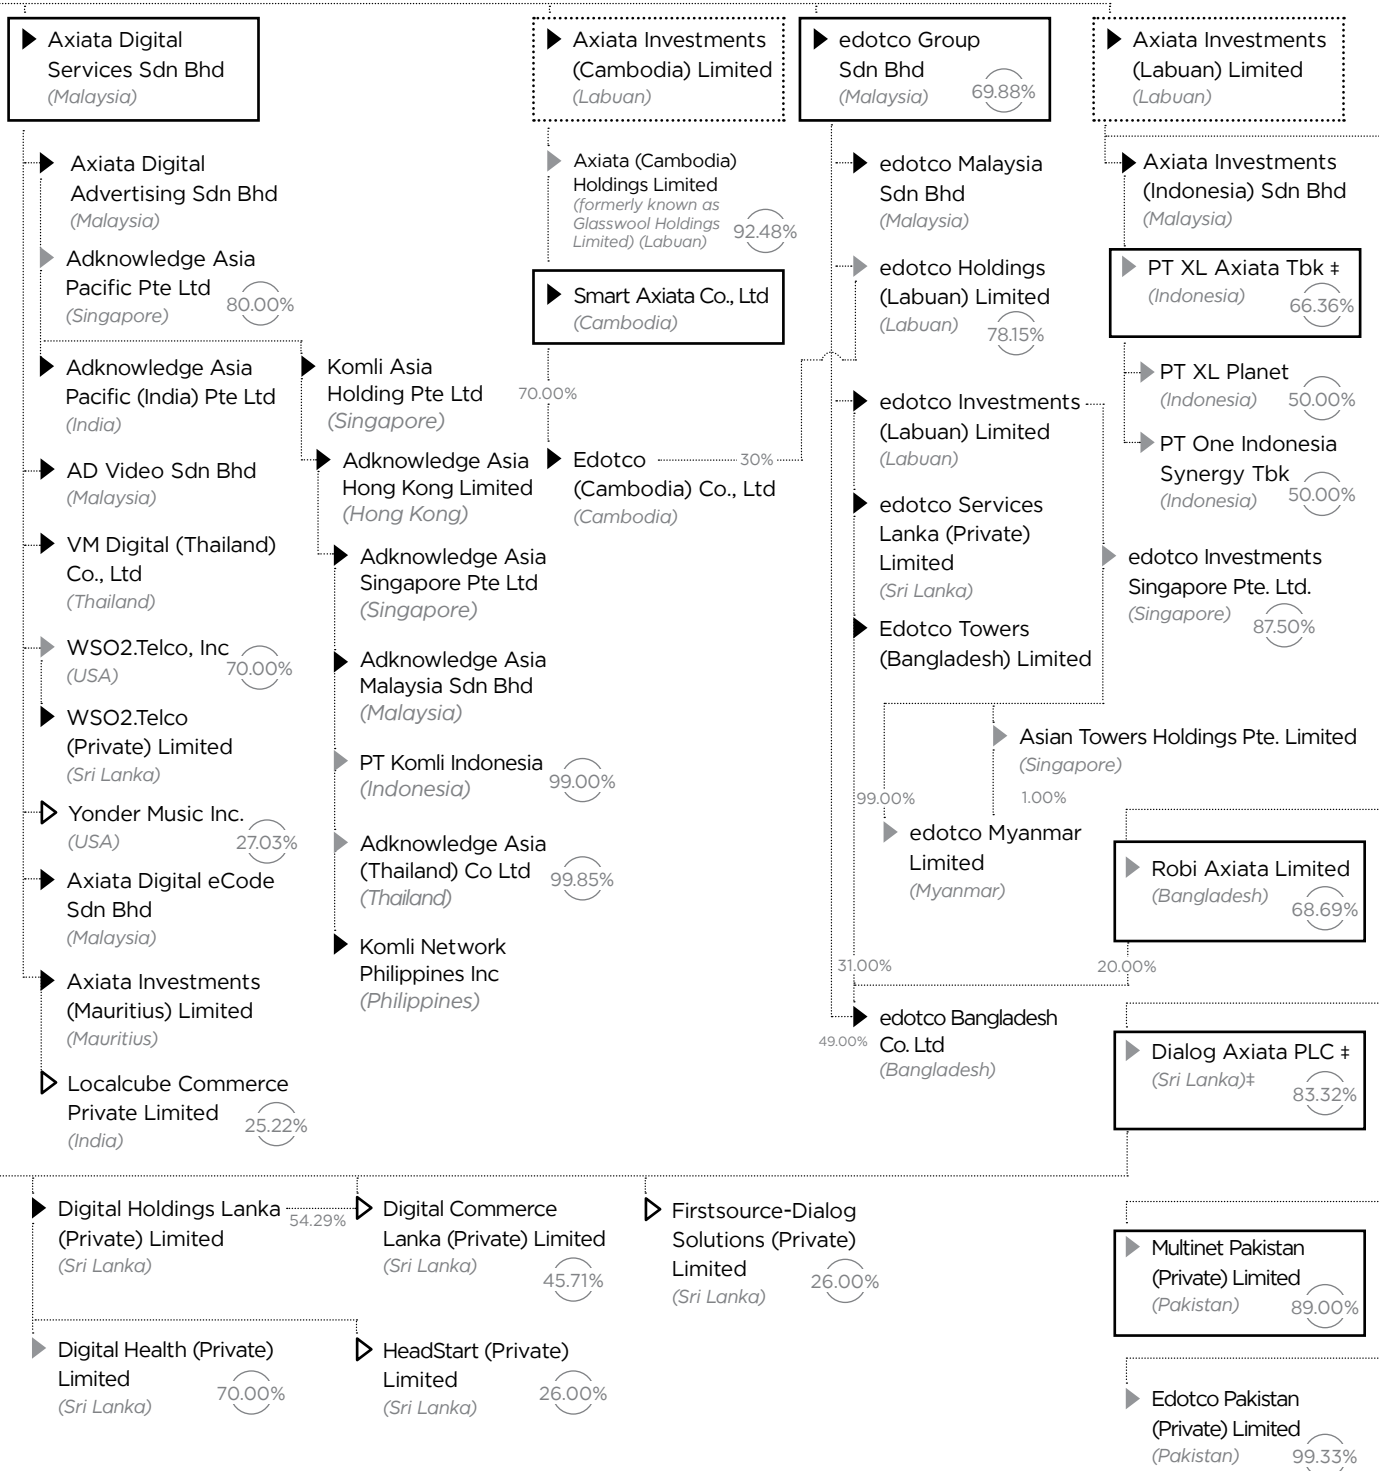 Axiata Digital
Services Sdn Bhd
(Malaysia)
Axiata Investments
(Cambodia) Limited
(Labuan)
edotco Group
Sdn Bhd
(Malaysia)
69.88%
Axiata Investments
(Labuan) Limited
(Labuan)
Axiata Digital
Advertising Sdn Bhd
(Malaysia)
Adknowledge Asia
Pacific Pte Ltd
(Singapore)
80.00%
Adknowledge Asia
Pacific (India) Pte Ltd
(India)
AD Video Sdn Bhd
(Malaysia)
VM Digital (Thailand)
Co., Ltd
(Thailand)
WSO2.Telco, Inc
(USA)
70.00%
WSO2.Telco
(Private) Limited
(Sri Lanka)
Yonder Music Inc.
(USA)
27.03%
Axiata Digital eCode
Sdn Bhd
(Malaysia)
Axiata Investments
(Mauritius) Limited
(Mauritius)
Localcube Commerce
Private Limited
(India)
25.22%
Komli Asia
Holding Pte Ltd
(Singapore)
Adknowledge Asia
Hong Kong Limited
(Hong Kong)
Adknowledge Asia
Singapore Pte Ltd
(Singapore)
Adknowledge Asia
Malaysia Sdn Bhd
(Malaysia)
PT Komli Indonesia
(Indonesia)
99.00%
Adknowledge Asia
(Thailand) Co Ltd
(Thailand)
99.85%
Komli Network
Philippines Inc
(Philippines)
Axiata (Cambodia)
Holdings Limited
(formerly known as
Glasswool Holdings
Limited) (Labuan)
92.48%
Smart Axiata Co., Ltd
(Cambodia)
70.00%
Edotco
(Cambodia) Co., Ltd
(Cambodia)
30%
edotco Malaysia
Sdn Bhd
(Malaysia)
edotco Holdings
(Labuan) Limited
(Labuan)
78.15%
edotco Investments
(Labuan) Limited
(Labuan)
edotco Services
Lanka (Private)
Limited
(Sri Lanka)
Edotco Towers
(Bangladesh) Limited
Axiata Investments
(Indonesia) Sdn Bhd
(Malaysia)
PT XL Axiata Tbk ‡
(Indonesia)
66.36%
PT XL Planet
(Indonesia)
50.00%
PT One Indonesia
Synergy Tbk
(Indonesia)
50.00%
edotco Investments
Singapore Pte. Ltd.
(Singapore)
87.50%
Asian Towers Holdings Pte. Limited
(Singapore)
99.00%
1.00%
edotco Myanmar
Limited
(Myanmar)
Robi Axiata Limited
(Bangladesh)
68.69%
31.00%
20.00%
49.00%
edotco Bangladesh
Co. Ltd
(Bangladesh)
Dialog Axiata PLC ‡
(Sri Lanka)‡
83.32%
Digital Holdings Lanka
(Private) Limited
(Sri Lanka)
54.29%
Digital Commerce
Lanka (Private) Limited
(Sri Lanka)
45.71%
Firstsource-Dialog
Solutions (Private)
Limited
(Sri Lanka)
26.00%
Multinet Pakistan
(Private) Limited
(Pakistan)
89.00%
Digital Health (Private)
Limited
(Sri Lanka)
70.00%
HeadStart (Private)
Limited
(Sri Lanka)
26.00%
Edotco Pakistan
(Private) Limited
(Pakistan)
99.33%